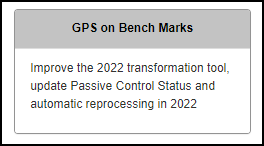 GPS on Bench Marks
Improve the 2022 transformation tool,
update Passive Control Status and
automatic reprocessing in 2022